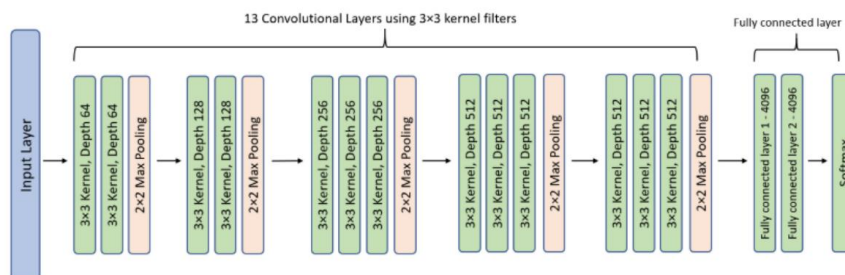 13 Convolutional Layers using 3×3 kernel filters
Fully connected layer
Input Layer
3×3 Kernel, Depth 64
3×3 Kernel, Depth 64
2×2 Max Pooling
3×3 Kernel, Depth 128
3×3 Kernel, Depth 128
2×2 Max Pooling
3×3 Kernel, Depth 256
3×3 Kernel, Depth 256
3×3 Kernel, Depth 256
2×2 Max Pooling
3×3 Kernel, Depth 512
3×3 Kernel, Depth 512
3×3 Kernel, Depth 512
2×2 Max Pooling
3×3 Kernel, Depth 512
3×3 Kernel, Depth 512
3×3 Kernel, Depth 512
2×2 Max Pooling
Fully connected layer 1 - 4096
Fully connected layer 2 - 4096
Softmax